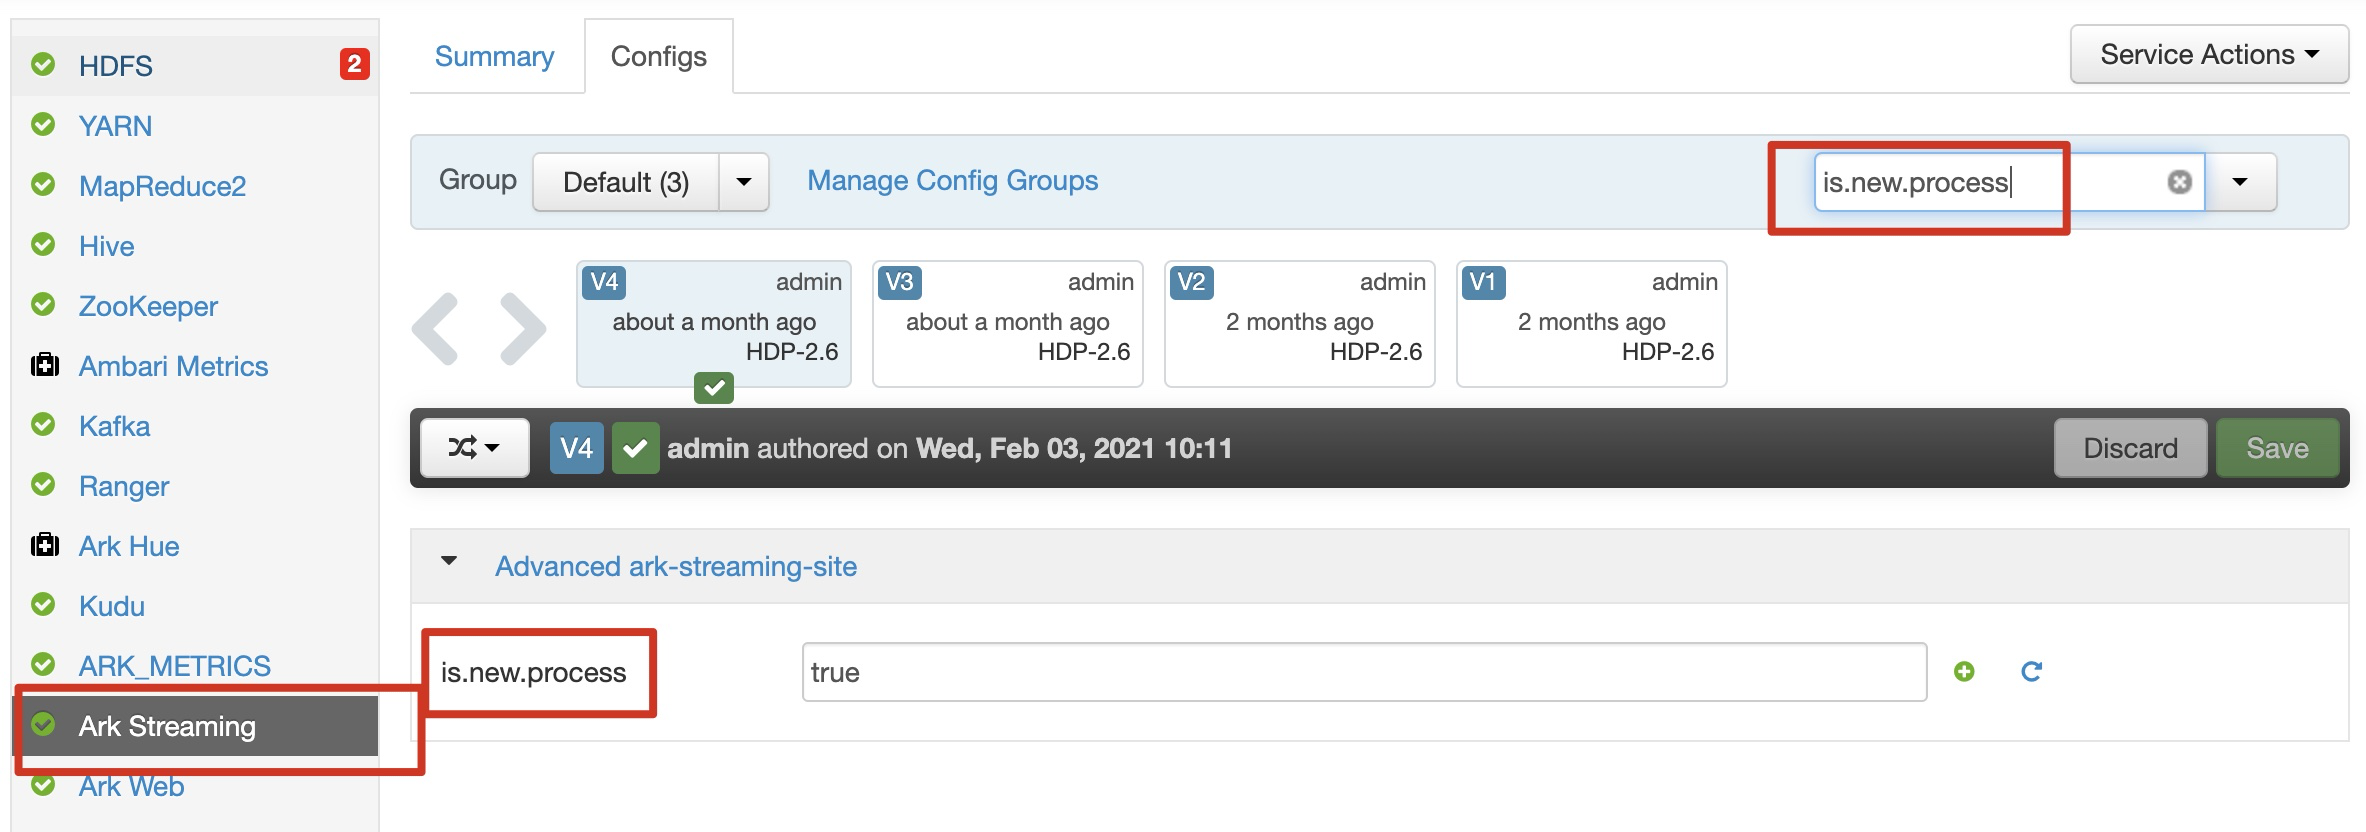 HDFS 2
YARN
MapReduce2
Hive
ZooKeeper
Ambari Metrics
Kafka
Ranger
Ark Hue
Kudu
ARK_METRICS
Ark Streaming
Ark Web
Summary Configs Service Actions
Group Default (3) Manage Config Groups is.new.process
V4 admin
about a month ago
HDP-2.6
V3 admin
about a month ago
HDP-2.6
V2 admin
2 months ago
HDP-2.6
V1 admin
2 months ago
HDP-2.6
V4 admin authored on Wed, Feb 03, 2021 10:11 Discard Save
Advanced ark-streaming-site
is.new.process true